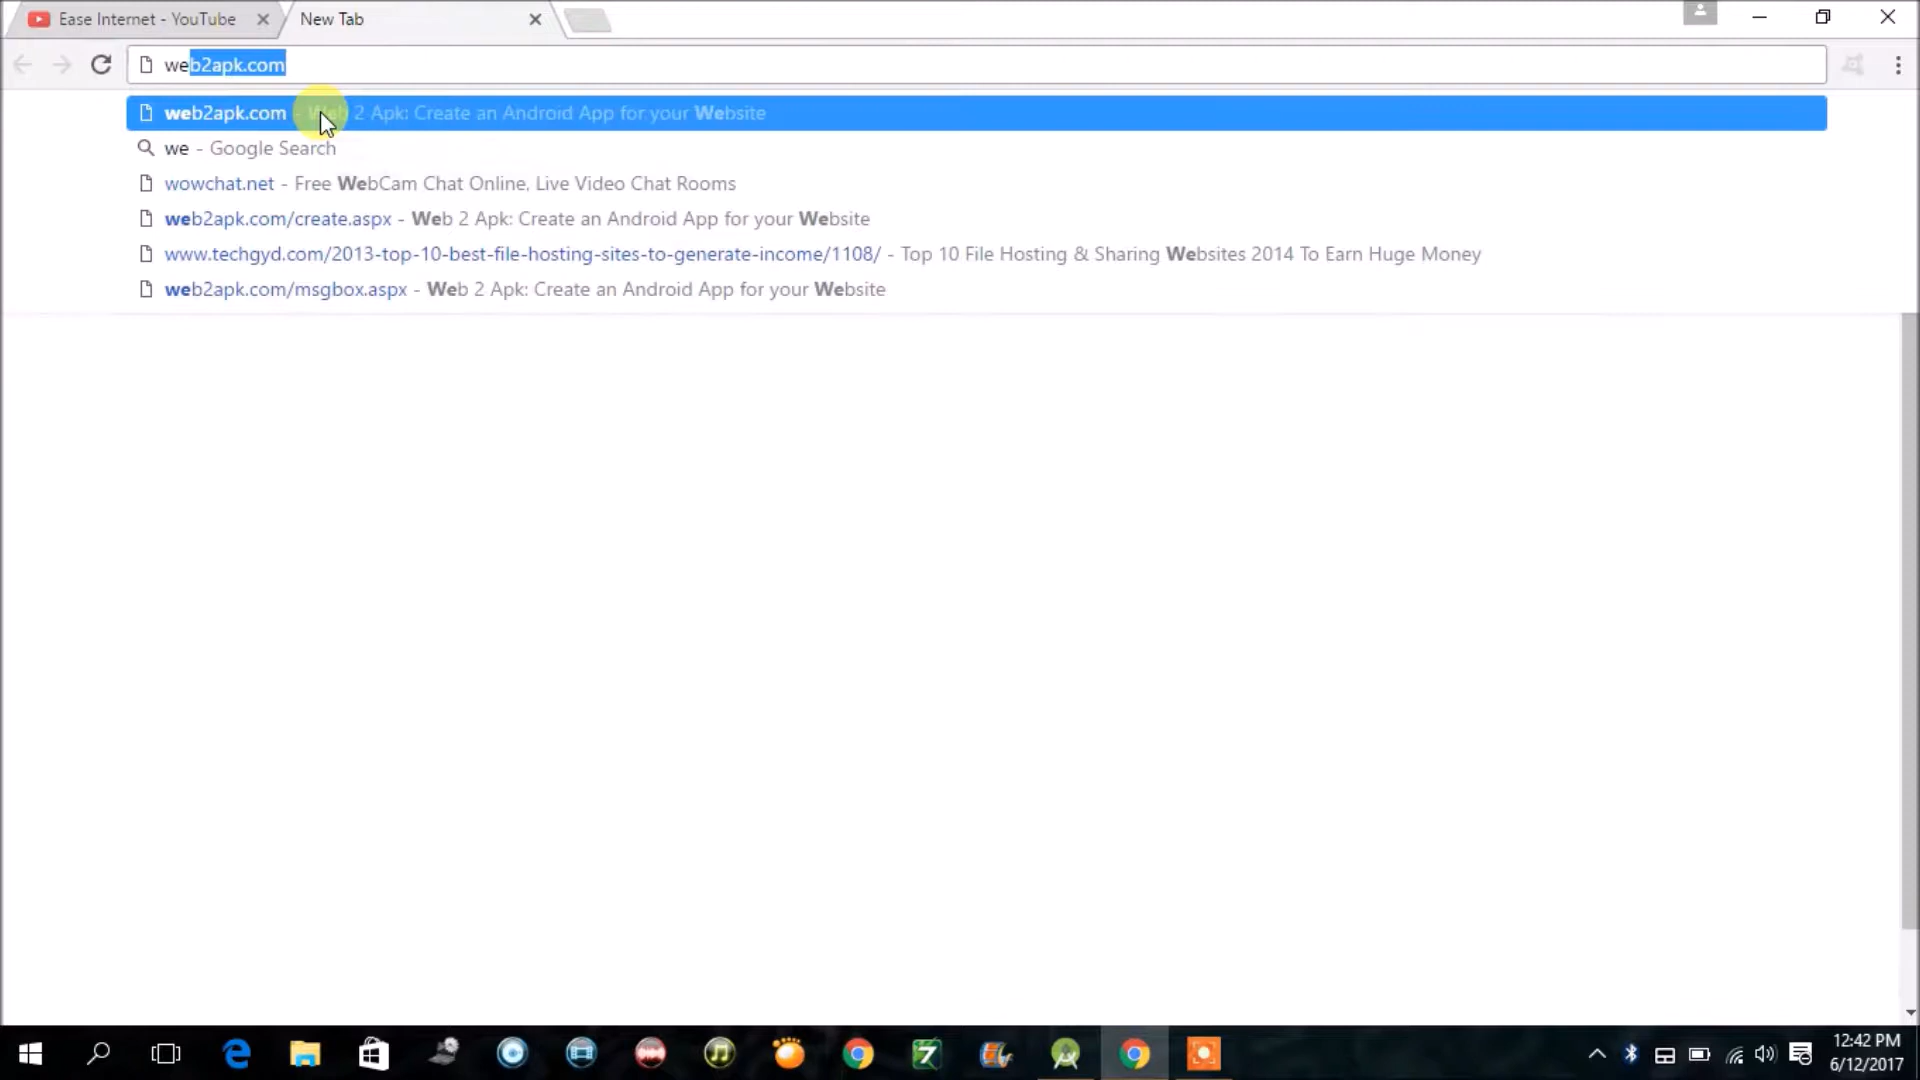 Ease Internet - YouTube
New Tab
web2apk.com
web2apk.com - Web 2 Apk: Create an Android App for your Website
we - Google Search
wowchat.net - Free WebCam Chat Online, Live Video Chat Rooms
web2apk.com/create.aspx - Web 2 Apk: Create an Android App for your Website
www.techgyd.com/2013-top-10-best-file-hosting-sites-to-generate-income/1108/ - Top 10 File Hosting & Sharing Websites 2014 To Earn Huge Money
web2apk.com/msgbox.aspx - Web 2 Apk: Create an Android App for your Website
12:42 PM
6/12/2017